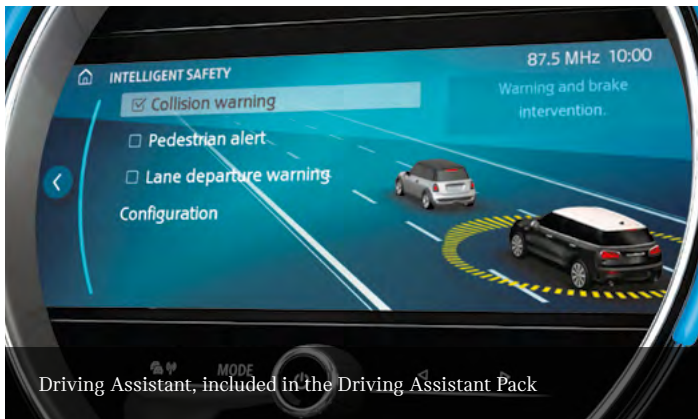 87.5 MHz 10:00
INTELLIGENT SAFETY
Collision warning
Pedestrian alert
Lane departure warning
Configuration
Warning and brake
intervention.
MODE
Driving Assistant, included in the Driving Assistant Pack